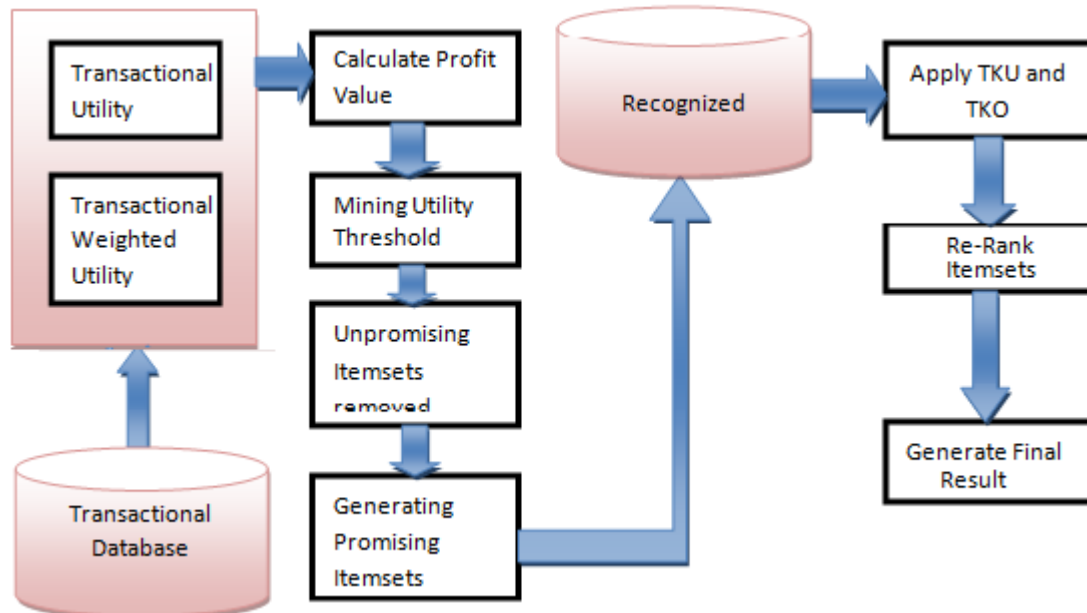 Transactional
Utility
Transactional
Weighted
Utility
Transactional
Database
Calculate Profit
Value
Mining Utility
Threshold
Unpromising
Itemsets
removed
Generating
Promising
Itemsets
Recognized
Apply TKU and
TKO
Re-Rank
Itemsets
Generate Final
Result